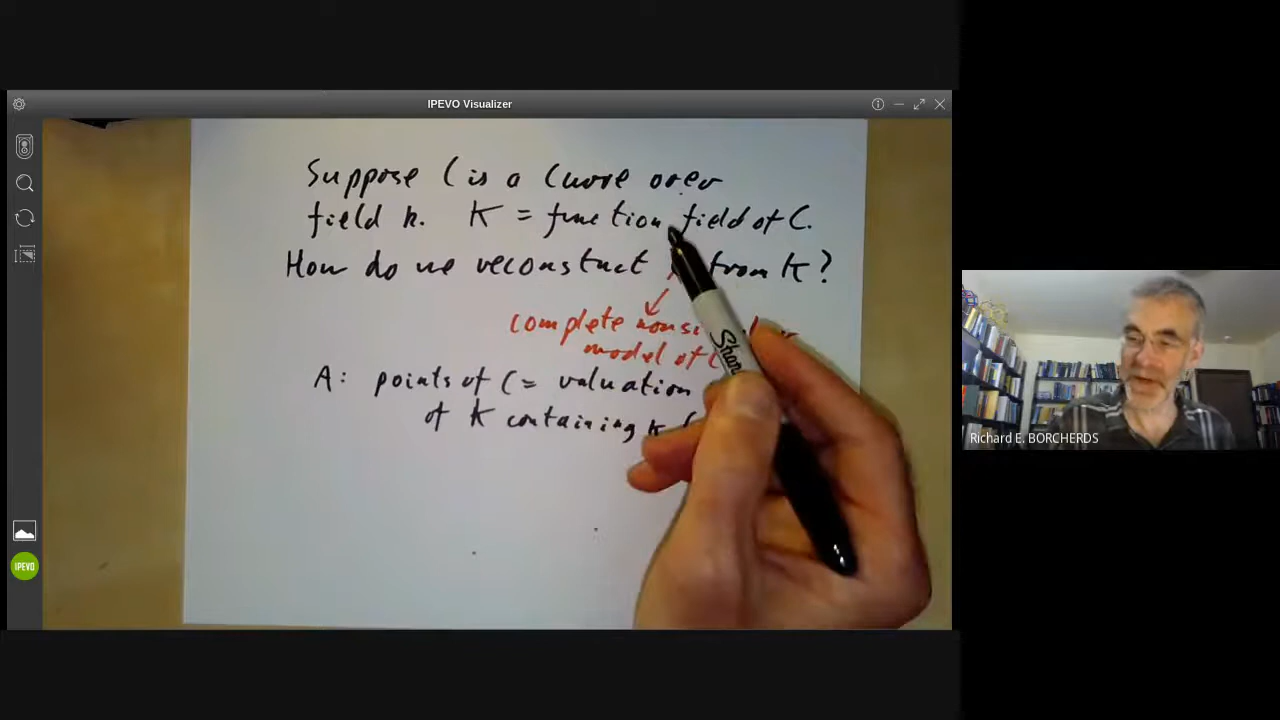 IPEVO Visualizer
Suppose C is a curve over
field k. K = function field of C.
How do we reconstruct from K?
complete
model of
A: points of C = valuation
of K containing k
Sha
IPEVO
Richard E. BORCHERDS